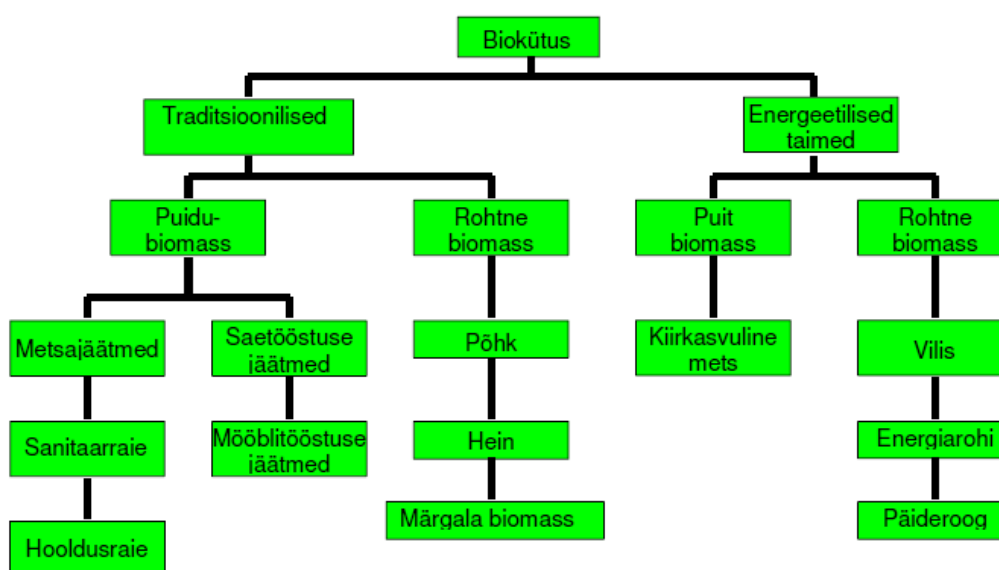 Biokütus
Traditsioonilised
Energeetilised
taimed
Puidu-
biomass
Rohtne
biomass
Puit
biomass
Rohtne
biomass
Metsajäätmed
Saetööstuse
jäätmed
Põhk
Kiirkasvuline
mets
Vilis
Sanitaarraie
Mööblitööstuse
jäätmed
Hein
Energiarohi
Hooldusraie
Märgala biomass
Päideroog